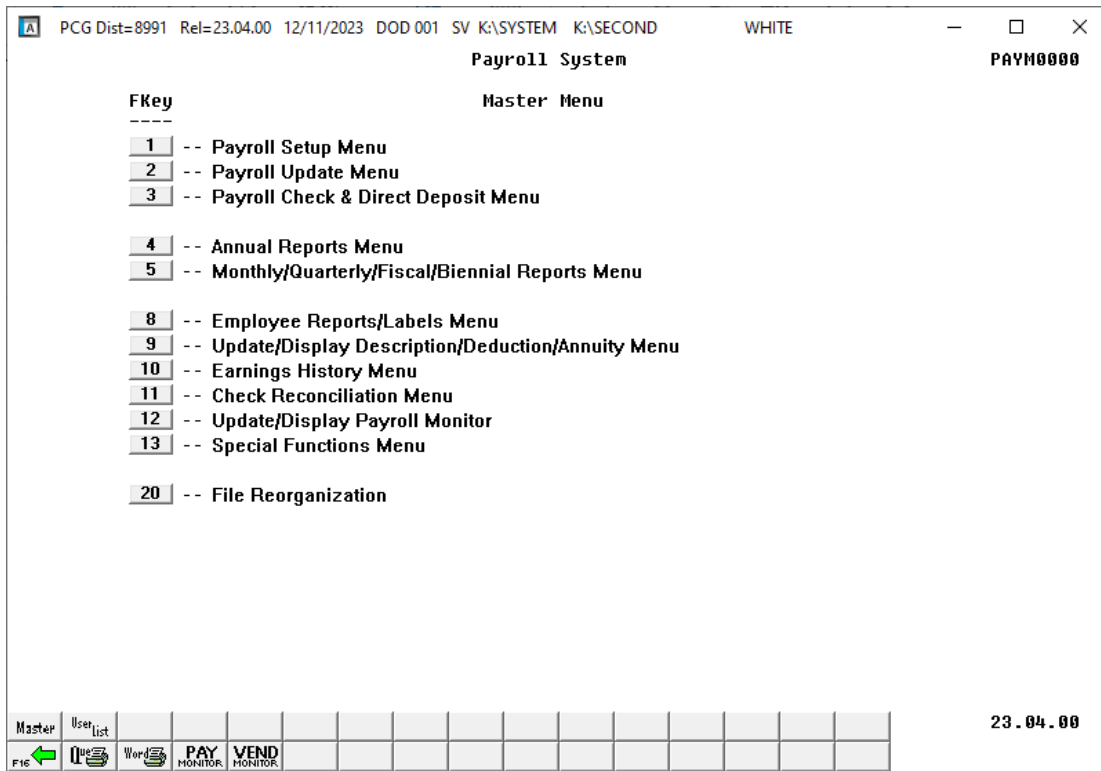 A PCG Dist=8991 Rel=23.04.00 12/11/2023 DOD 001 SV K:\SYSTEM K:\SECOND WHITE
Payroll System PAYM0000
FKey Master Menu
----
1 -- Payroll Setup Menu
2 -- Payroll Update Menu
3 -- Payroll Check & Direct Deposit Menu
4 -- Annual Reports Menu
5 -- Monthly/Quarterly/Fiscal/Biennial Reports Menu
8 -- Employee Reports/Labels Menu
9 -- Update/Display Description/Deduction/Annuity Menu
10 -- Earnings History Menu
11 -- Check Reconciliation Menu
12 -- Update/Display Payroll Monitor
13 -- Special Functions Menu
20 -- File Reorganization
Master User List 23.04.00
F16 Que Word PAY MONITOR VEND MONITOR